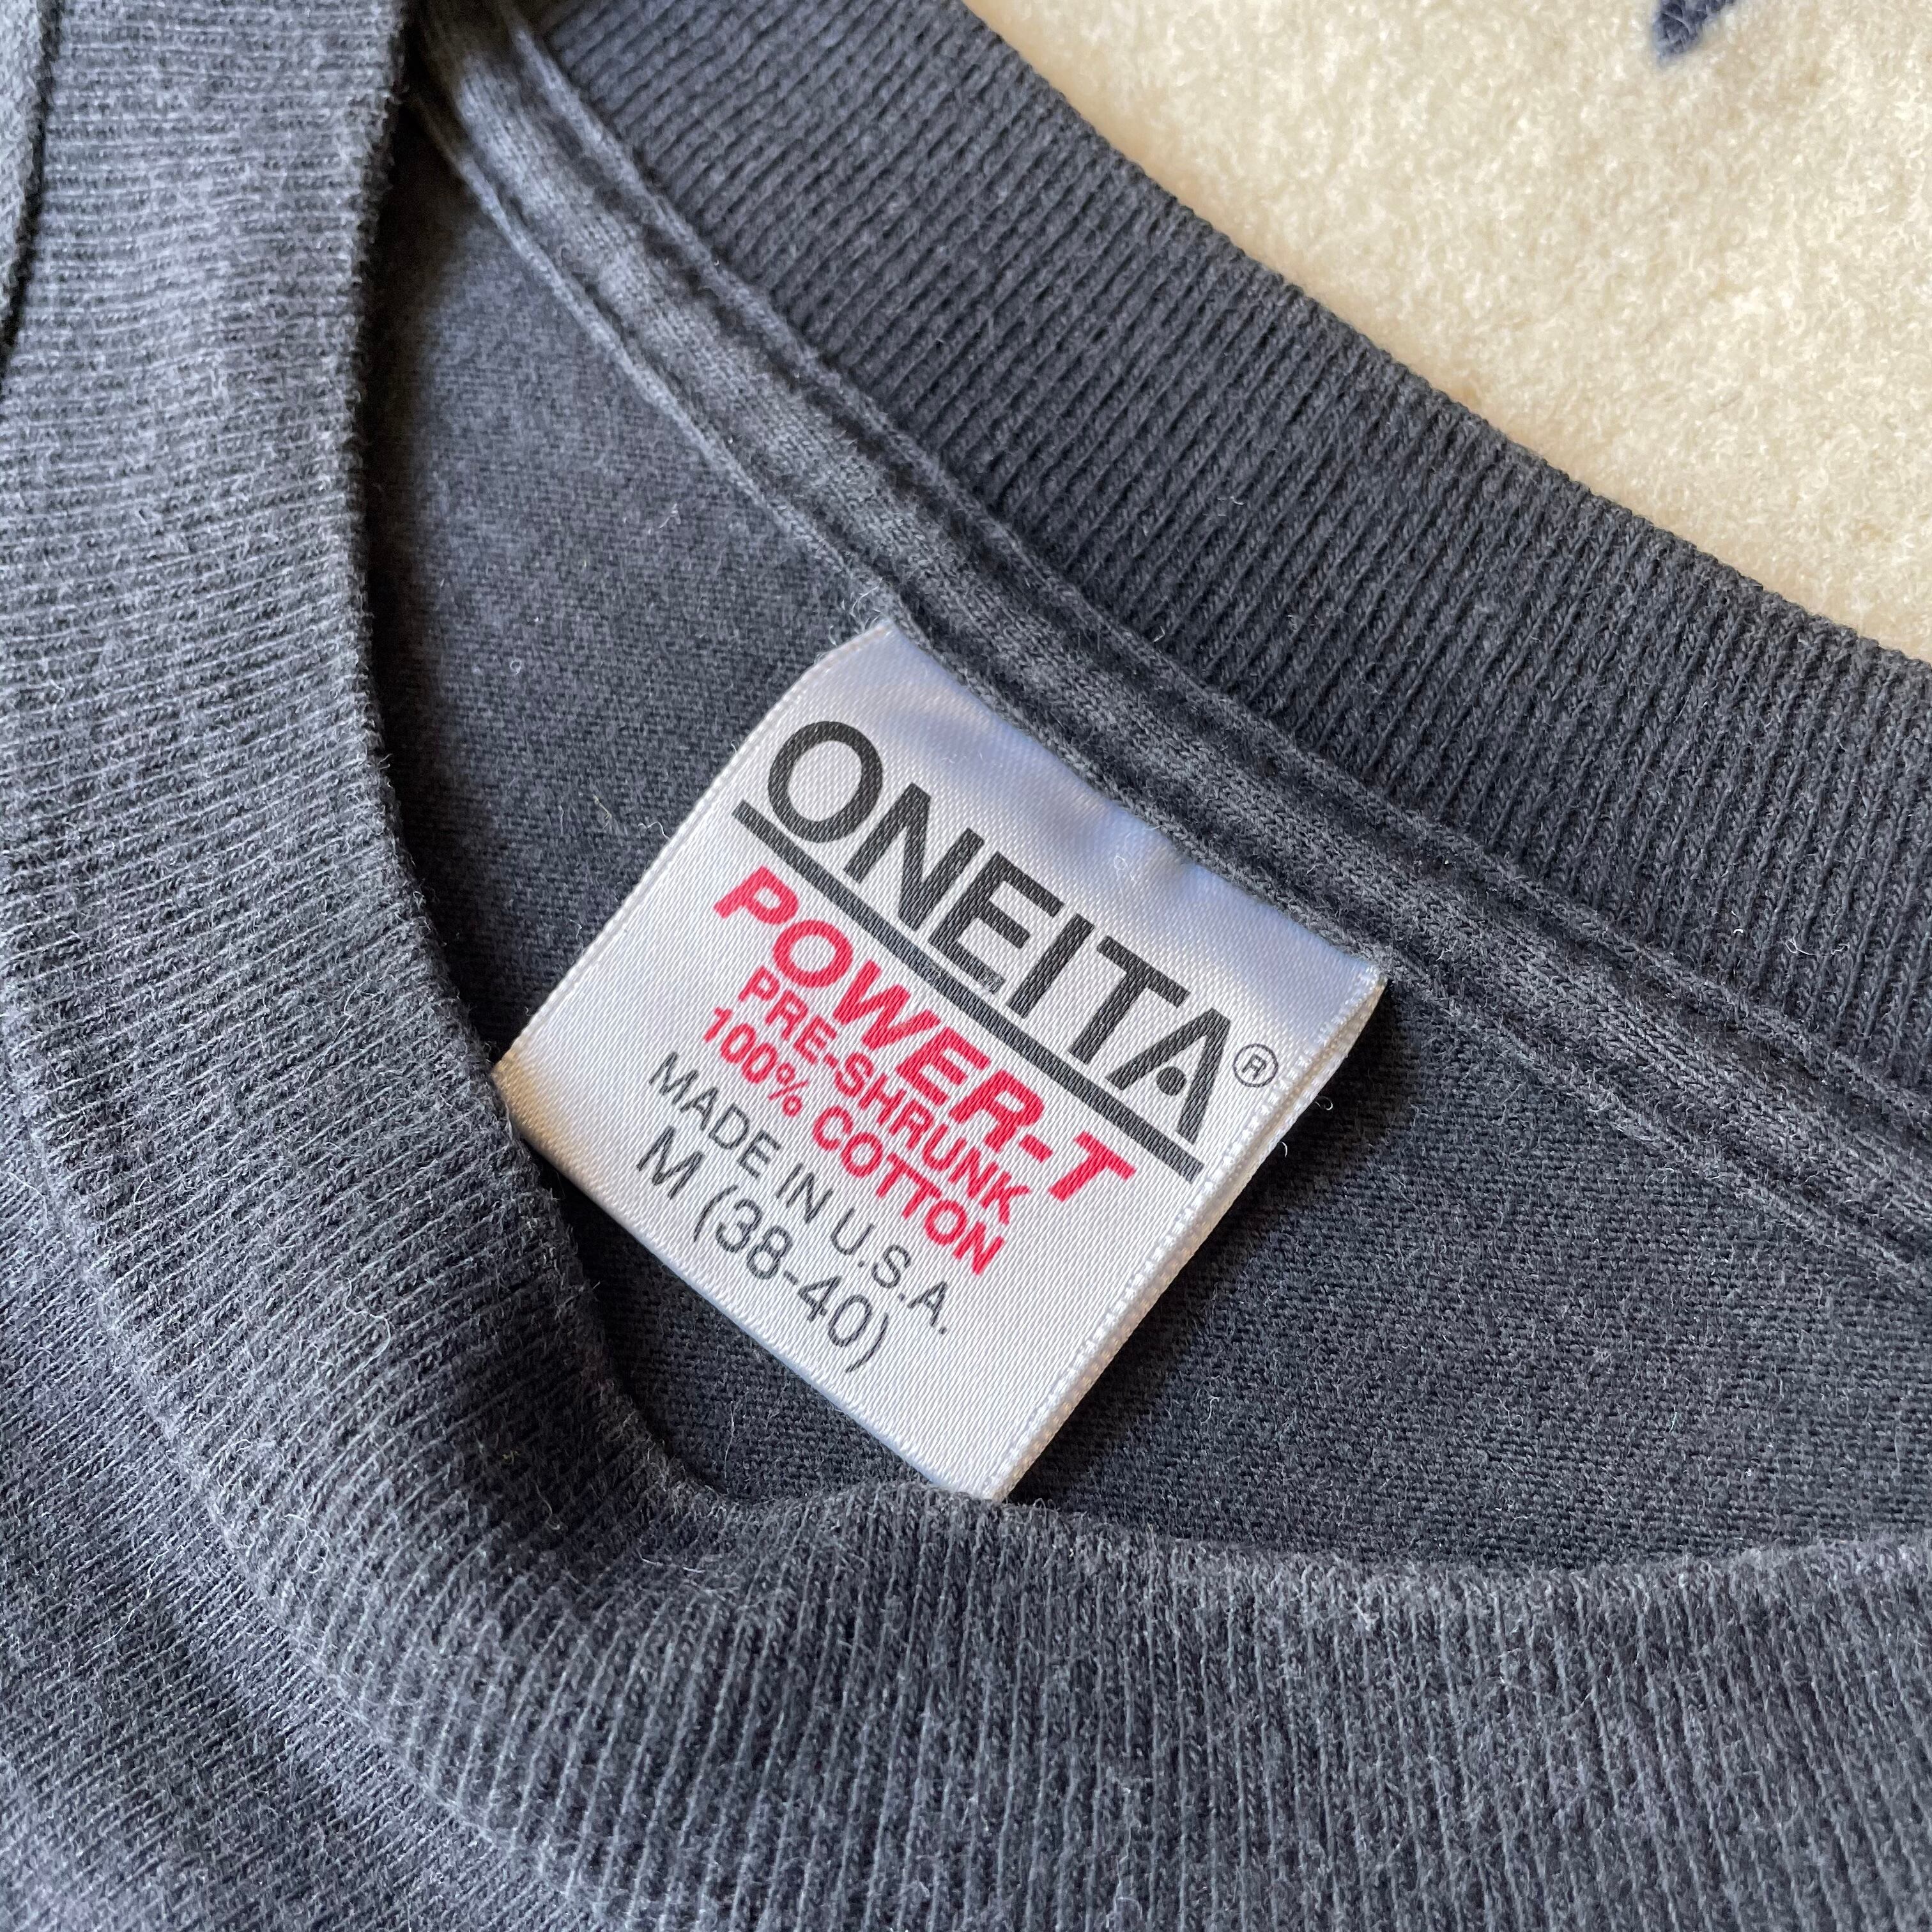 ONEITA®
POWER-T
PRE-SHRUNK
100% COTTON
MADE IN U.S.A.
M (38-40)